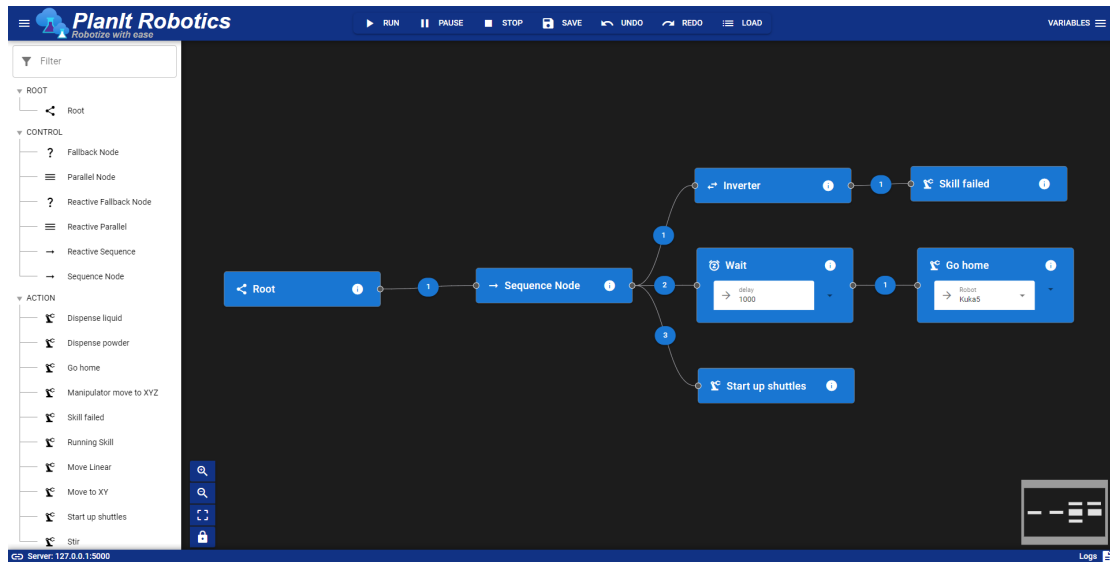 PlanIt Robotics
Robotize with ease
RUN
PAUSE
STOP
SAVE
UNDO
REDO
LOAD
VARIABLES
Filter
ROOT
Root
CONTROL
? Fallback Node
Parallel Node
? Reactive Fallback Node
Reactive Parallel
Reactive Sequence
Sequence Node
ACTION
Dispense liquid
Dispense powder
Go home
Manipulator move to XYZ
Skill failed
Running Skill
Move Linear
Move to XY
Start up shuttles
Stir
Root
1
Sequence Node
1
Inverter
1
Skill failed
2
Wait
delay
1000
1
Go home
Robot
Kuka5
3
Start up shuttles
Server: 127.0.0.1:5000
Logs